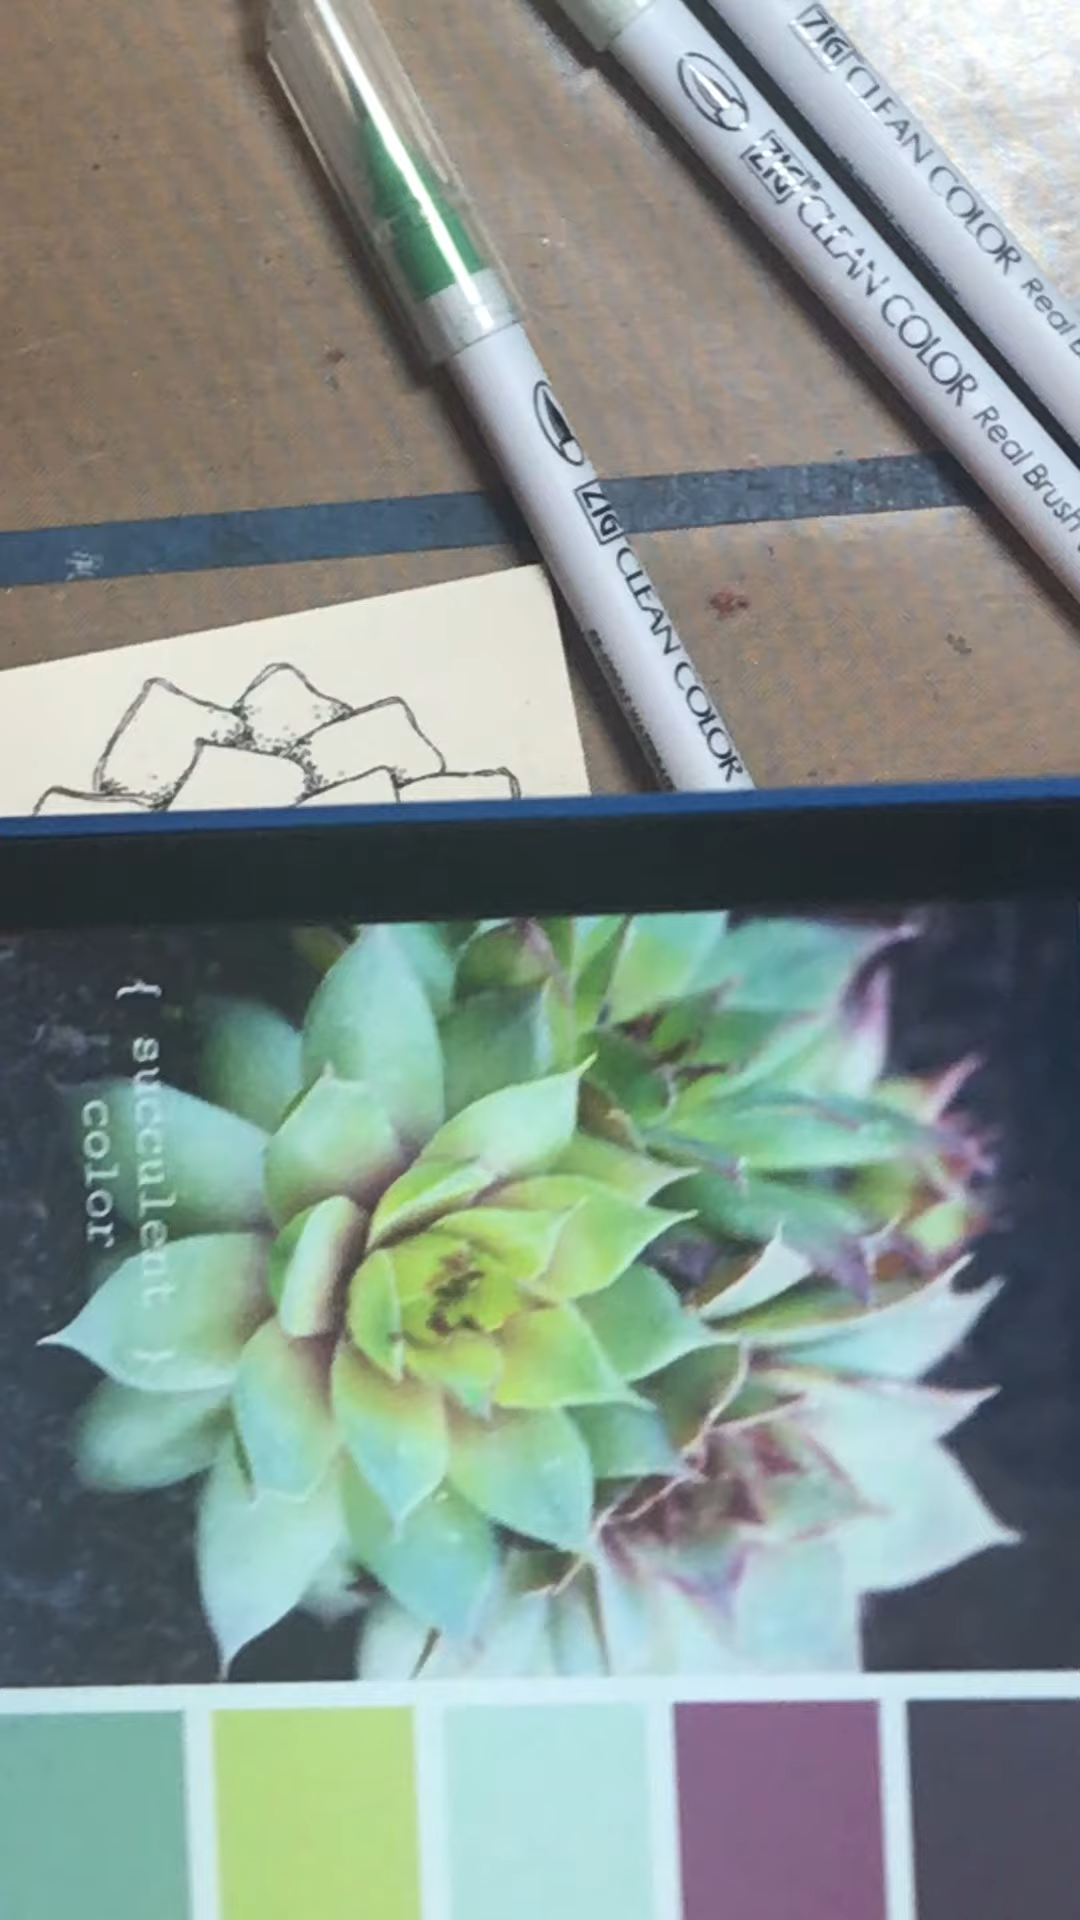 ZIG CLEAN COLOR Real
ZIG® CLEAN COLOR Real Brush
ZIG CLEAN COLOR
{ succulent }
color